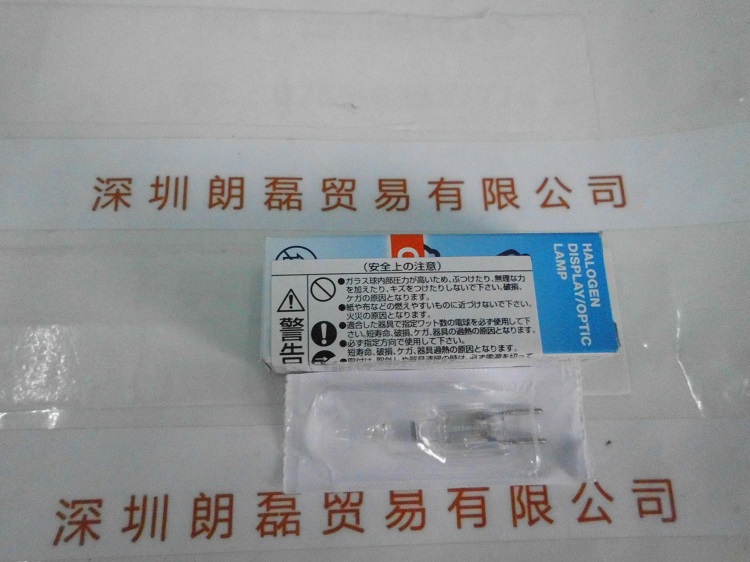 深圳朗磊贸易有限公司
HALOGEN
DISPLAY/OPTIC
LAMP
(安全上の注意)
警告
●ガラス球内部圧力が高いため、ぶつけたり、無理な力
を加えたり、キズをつけたりしないで下さい。破損、
ケガの原因となります。
●紙や布などの燃えやすいものに近づけないで下さい。
火災の原因となります。
●適合した器具で指定ワット数の電球を必ず使用して下
さい。短寿命、破損、ケガ、器具の過熱の原因となります。
●必ず指定方向で使用して下さい。
短寿命、破損、ケガ、器具過熱の原因となります。
深圳朗磊贸易有限公司